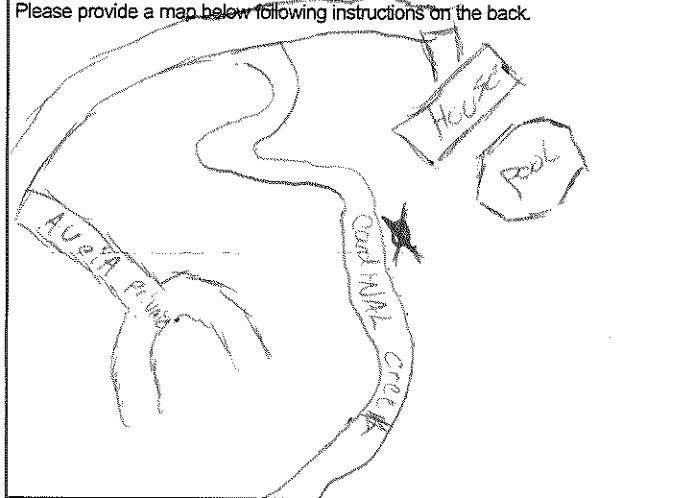 Please provide a map below following instructions on the back.
HOUSE
POOL
CardiNAL Creek